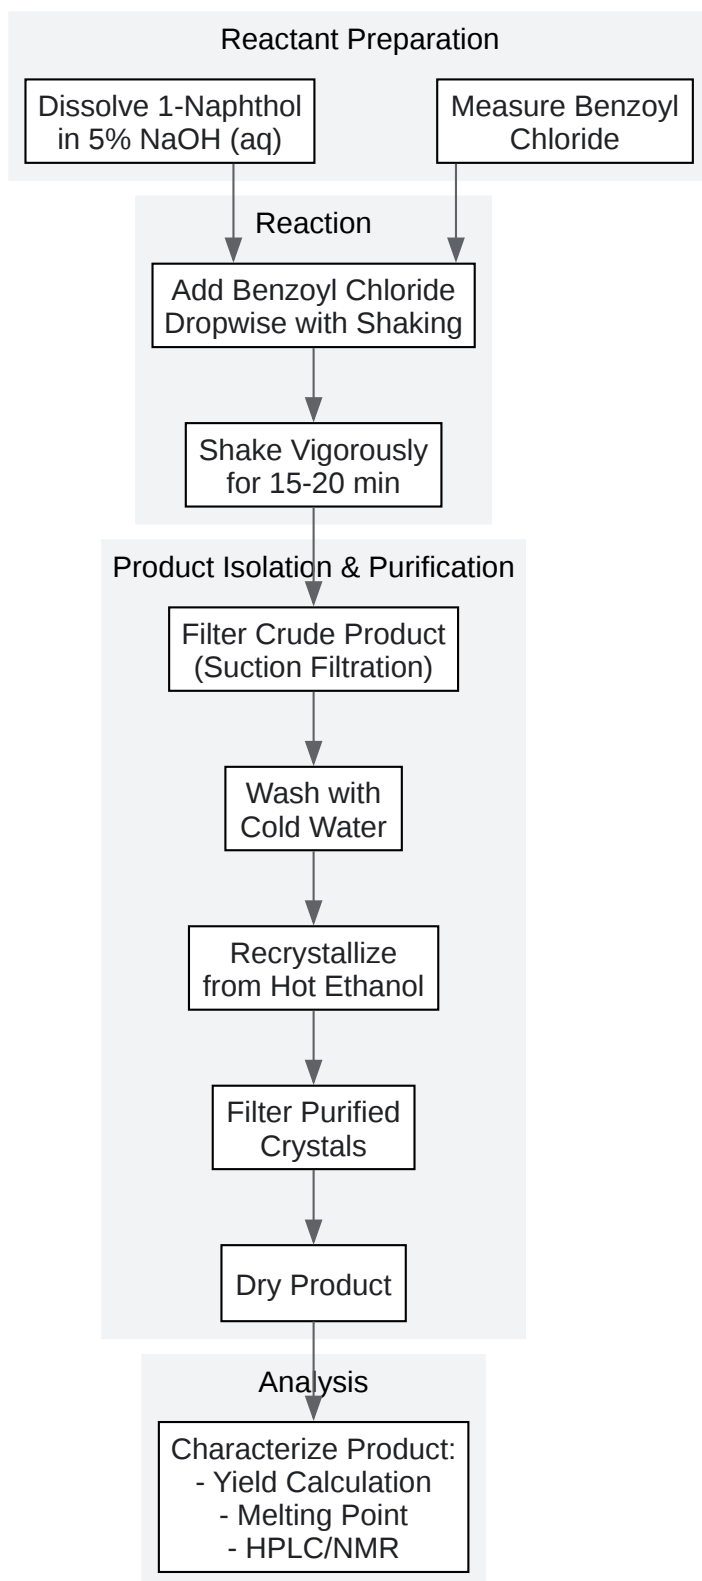 Reactant Preparation
Dissolve 1-Naphthol
in 5% NaOH (aq)
Measure Benzoyl
Chloride
Reaction
Add Benzoyl Chloride
Dropwise with Shaking
Shake Vigorously
for 15-20 min
Product Isolation & Purification
Filter Crude Product
(Suction Filtration)
Wash with
Cold Water
Recrystallize
from Hot Ethanol
Filter Purified
Crystals
Dry Product
Analysis
Characterize Product:
- Yield Calculation
- Melting Point
- HPLC/NMR